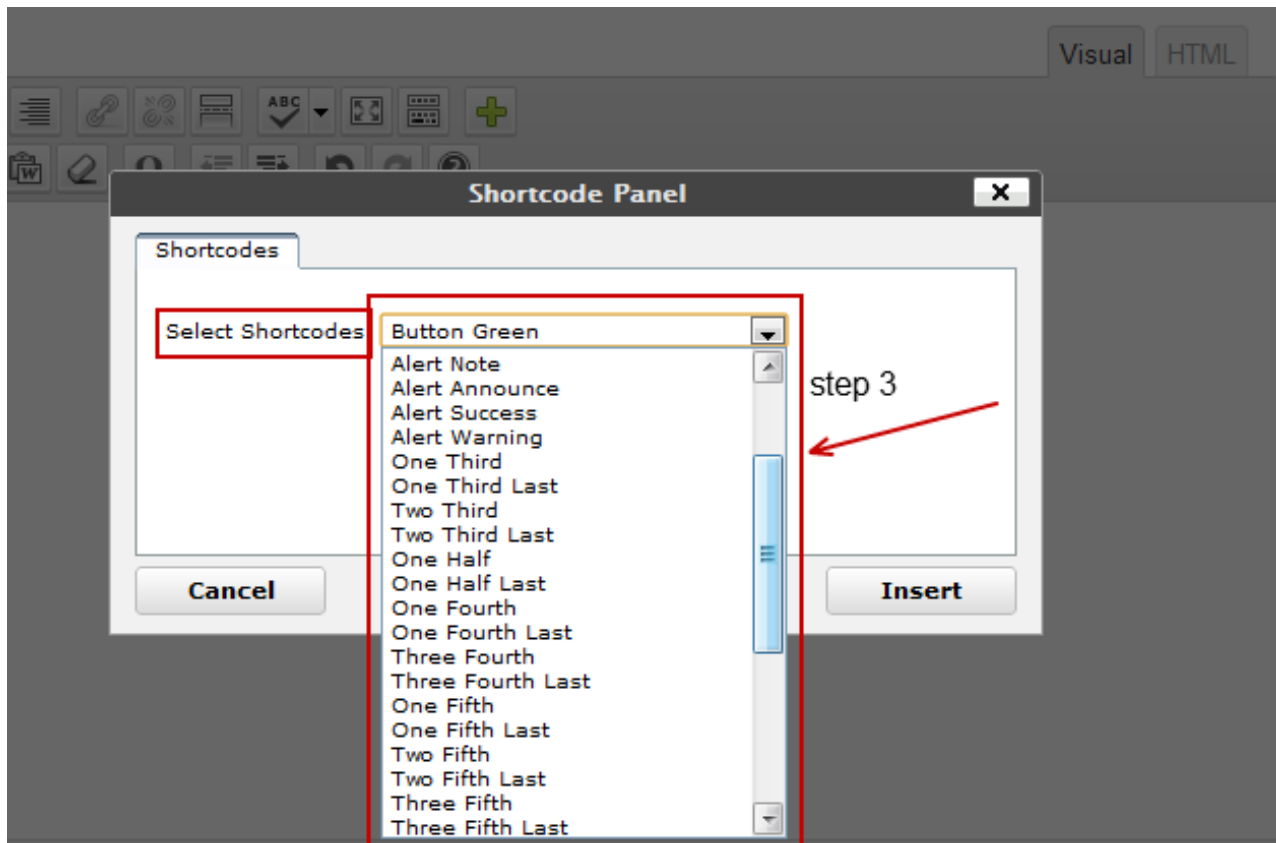 Visual HTML
ABC
W
Shortcode Panel
Shortcodes
Select Shortcodes Button Green
Alert Note
Alert Announce
Alert Success
Alert Warning
One Third
One Third Last
Two Third
Two Third Last
One Half
One Half Last
One Fourth
One Fourth Last
Three Fourth
Three Fourth Last
One Fifth
One Fifth Last
Two Fifth
Two Fifth Last
Three Fifth
Three Fifth Last
step 3
Cancel
Insert